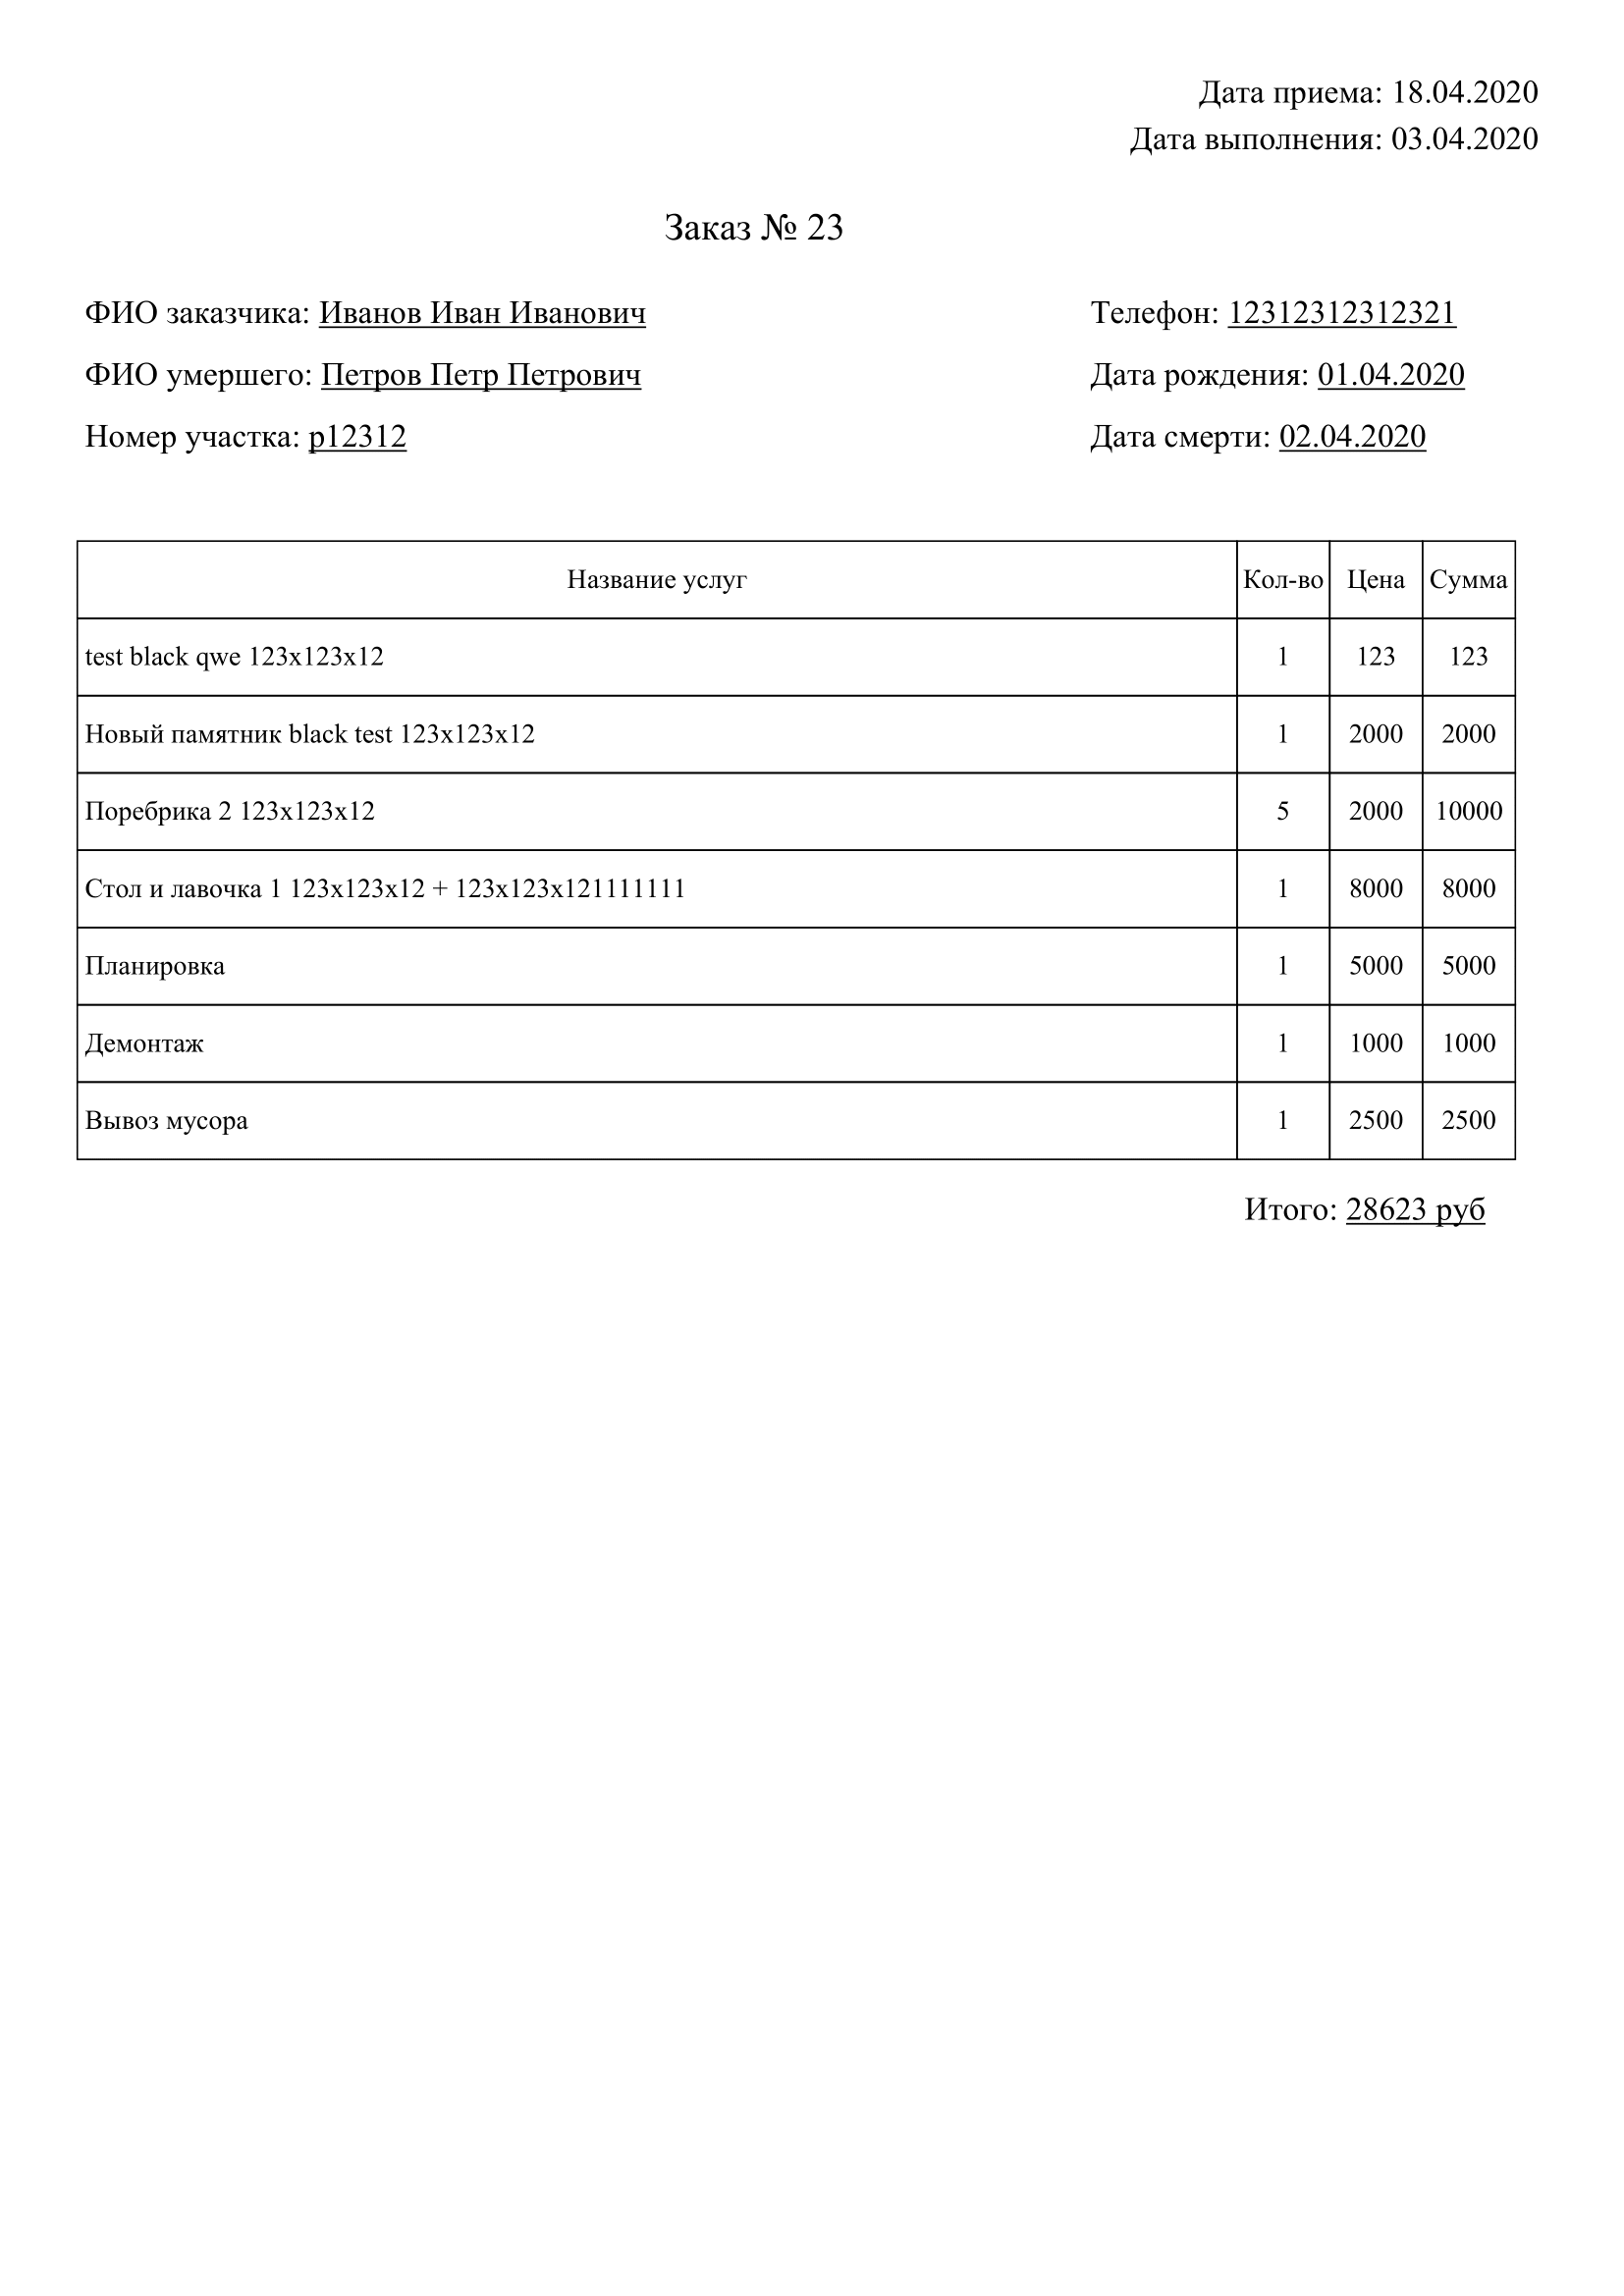 Дата приема: 18.04.2020
Дата выполнения: 03.04.2020
Заказ № 23
ФИО заказчика: Иванов Иван Иванович Телефон: 12312312312321
ФИО умершего: Петров Петр Петрович Дата рождения: 01.04.2020
Номер участка: р12312 Дата смерти: 02.04.2020
Название услуг Кол-во Цена Сумма
test black qwe 123x123x12 1 123 123
Новый памятник black test 123x123x12 1 2000 2000
Поребрика 2 123x123x12 5 2000 10000
Стол и лавочка 1 123x123x12 + 123x123x121111111 1 8000 8000
Планировка 1 5000 5000
Демонтаж 1 1000 1000
Вывоз мусора 1 2500 2500
Итого: 28623 руб